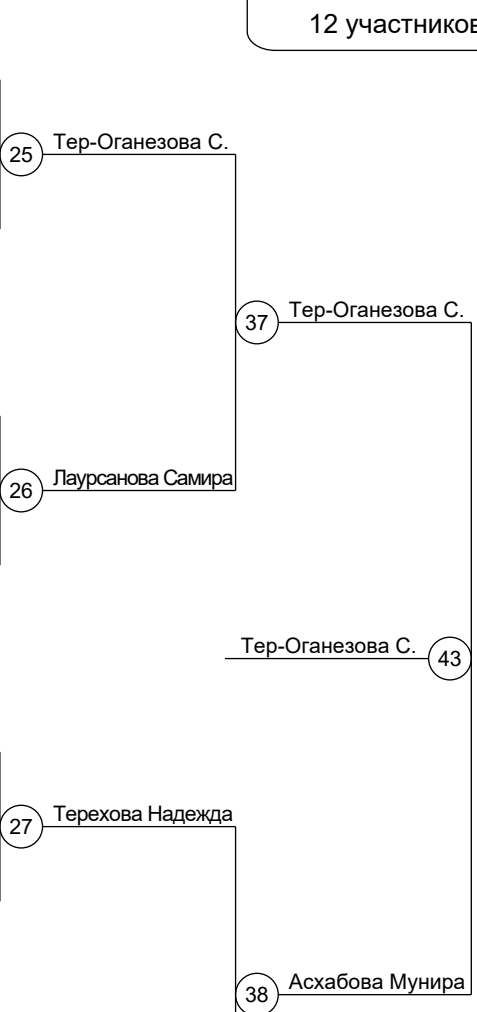 12 участников
Тер-Оганезова С.
25
Тер-Оганезова С.
37
Лаурсанова Самира
26
Тер-Оганезова С.
43
Терехова Надежда
27
Асхабова Мунира
38